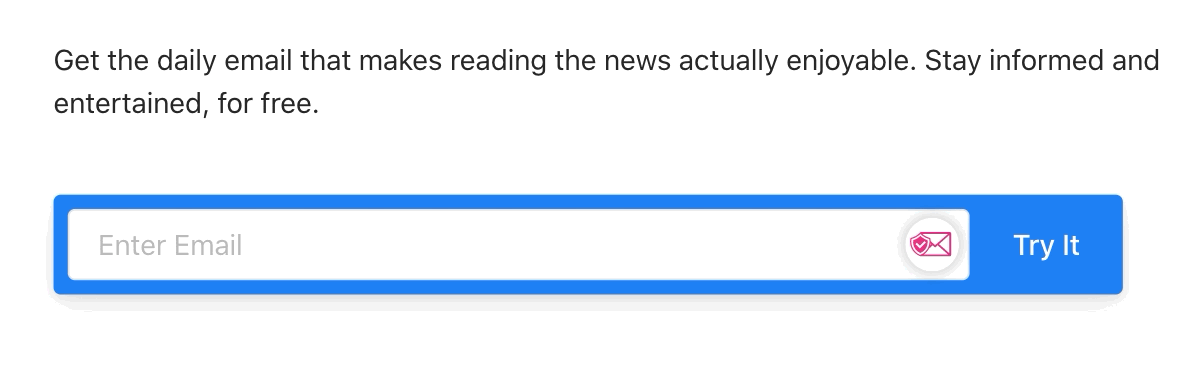 Get the daily email that makes reading the news actually enjoyable. Stay informed and
entertained, for free.
Enter Email
Try It